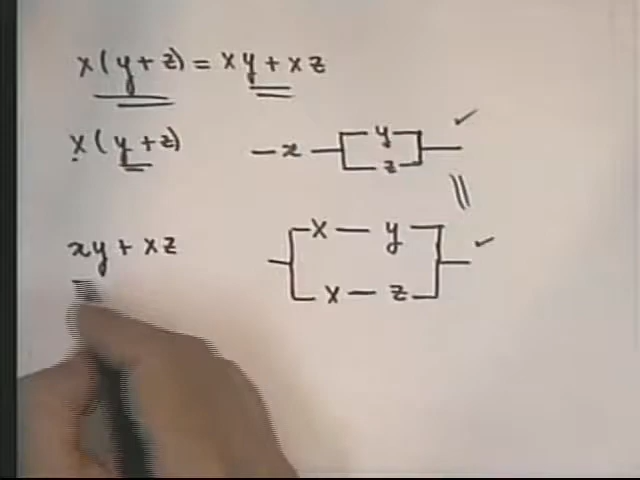 x(y+z) = xy + xz
x(y+z) x y z
x y
xy + xz
x z